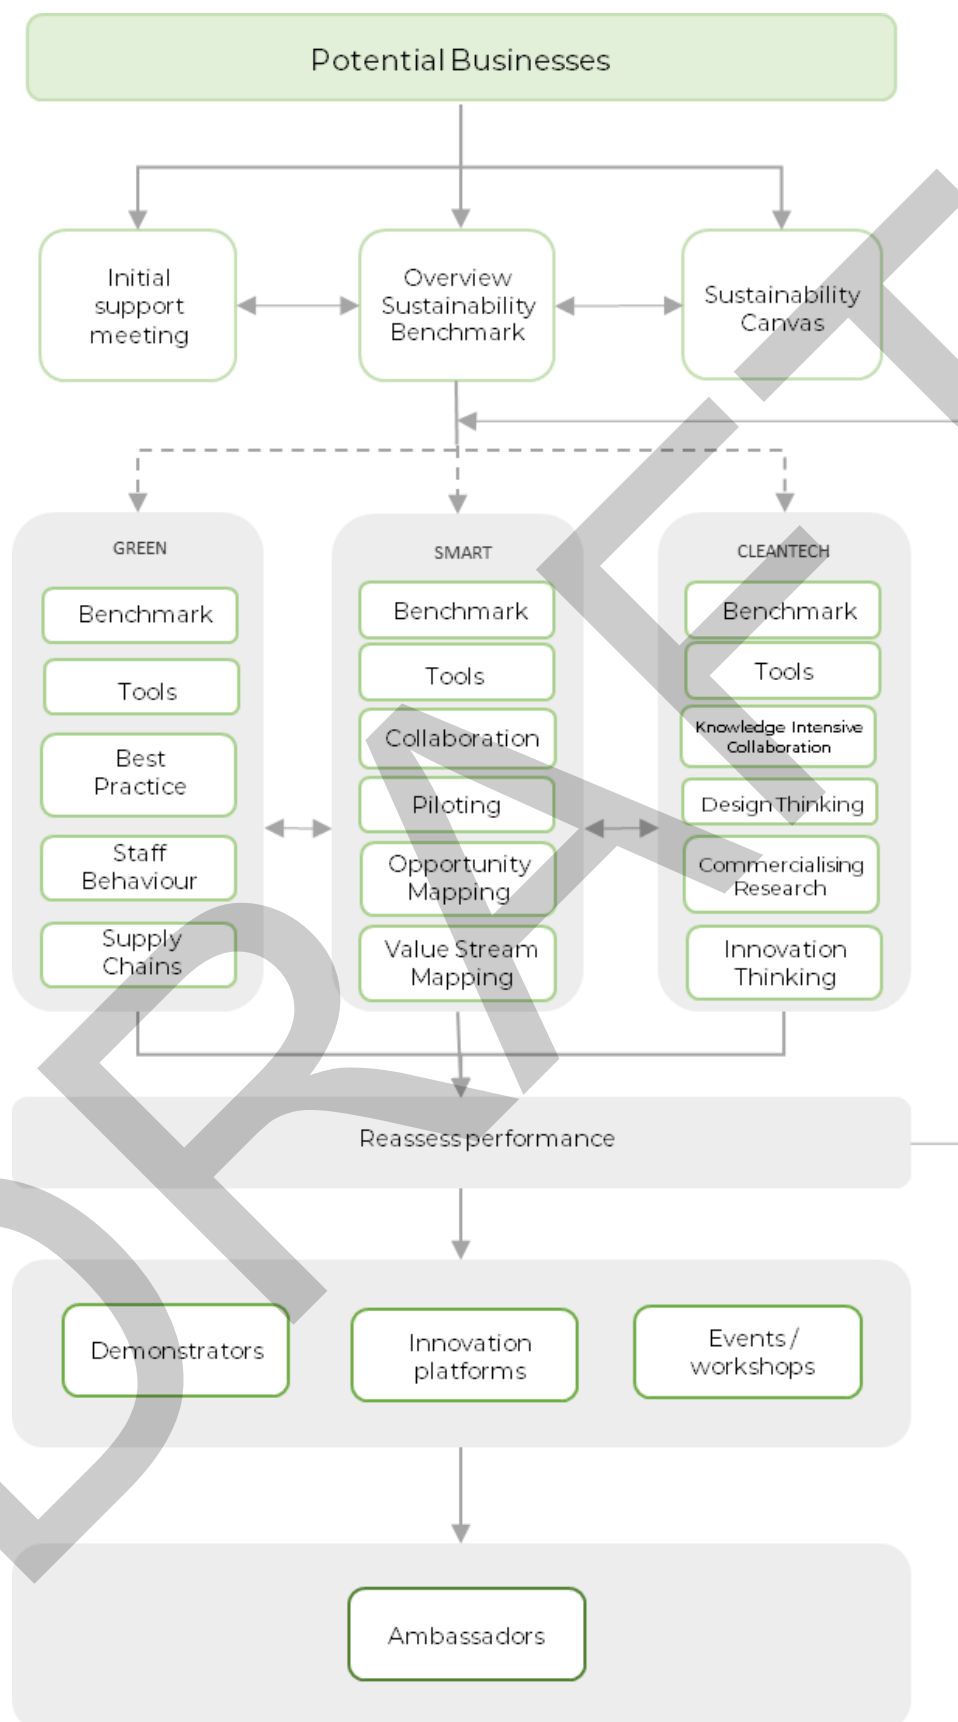 Potential Businesses
Initial
support
meeting
Overview
Sustainability
Benchmark
Sustainability
Canvas
GREEN
Benchmark
Tools
Best
Practice
Staff
Behaviour
Supply
Chains
SMART
Benchmark
Tools
Collaboration
Piloting
Opportunity
Mapping
Value Stream
Mapping
CLEANTECH
Benchmark
Tools
Knowledge Intensive
Collaboration
Design Thinking
Commercialising
Research
Innovation
Thinking
Reassess performance
Demonstrators
Innovation
platforms
Events /
workshops
Ambassadors
DRAFT